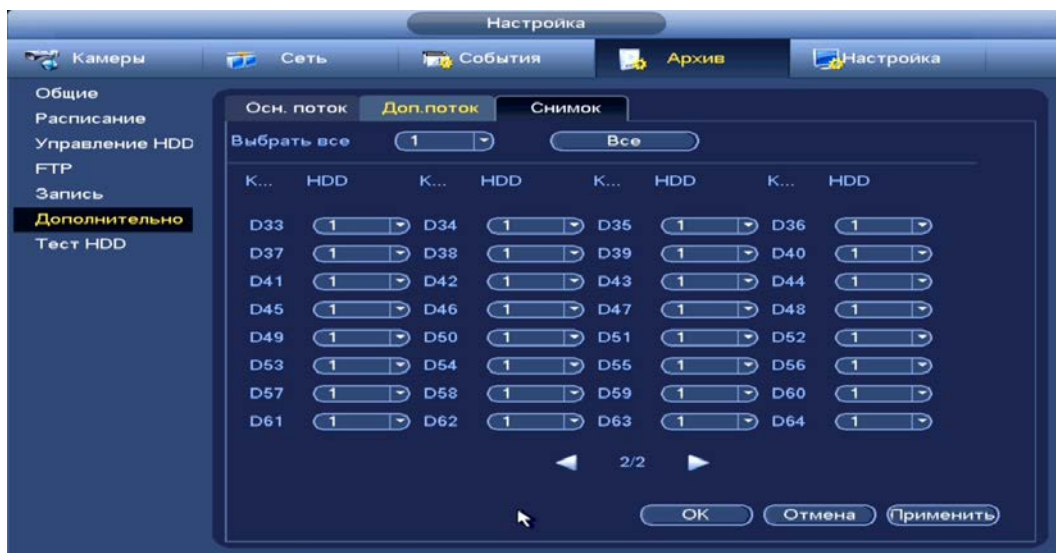 Настройка
Камеры Сеть События Архив Настройка
Общие
Расписание
Управление HDD
FTP
Запись
Дополнительно
Тест HDD
Осн. поток Доп.поток Снимок
Выбрать все 1 Все
К... HDD К... HDD К... HDD К... HDD
D33 1 D34 1 D35 1 D36 1
D37 1 D38 1 D39 1 D40 1
D41 1 D42 1 D43 1 D44 1
D45 1 D46 1 D47 1 D48 1
D49 1 D50 1 D51 1 D52 1
D53 1 D54 1 D55 1 D56 1
D57 1 D58 1 D59 1 D60 1
D61 1 D62 1 D63 1 D64 1
2/2
OK Отмена Применить